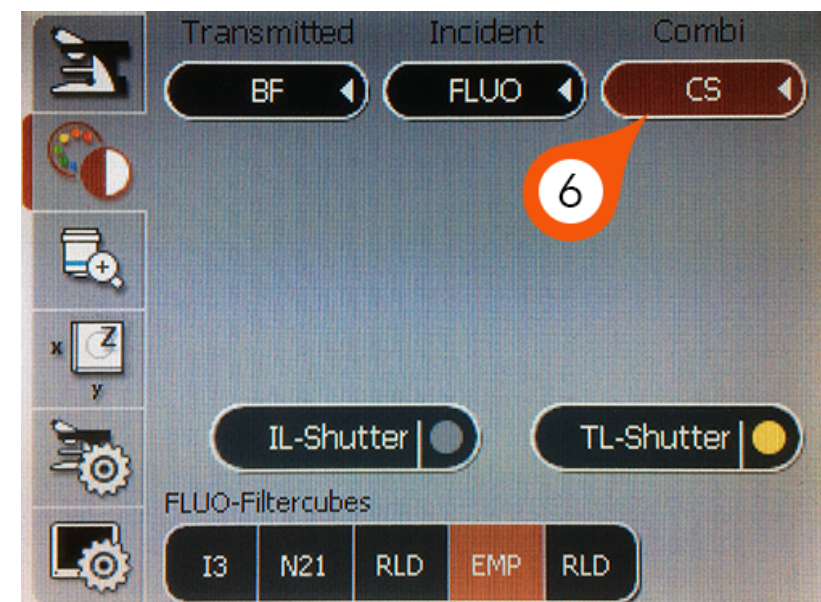 Transmitted Incident Combi
BF FLUO CS
6
x Z
y
IL-Shutter TL-Shutter
FLUO-Filtercubes
I3 N21 RLD EMP RLD